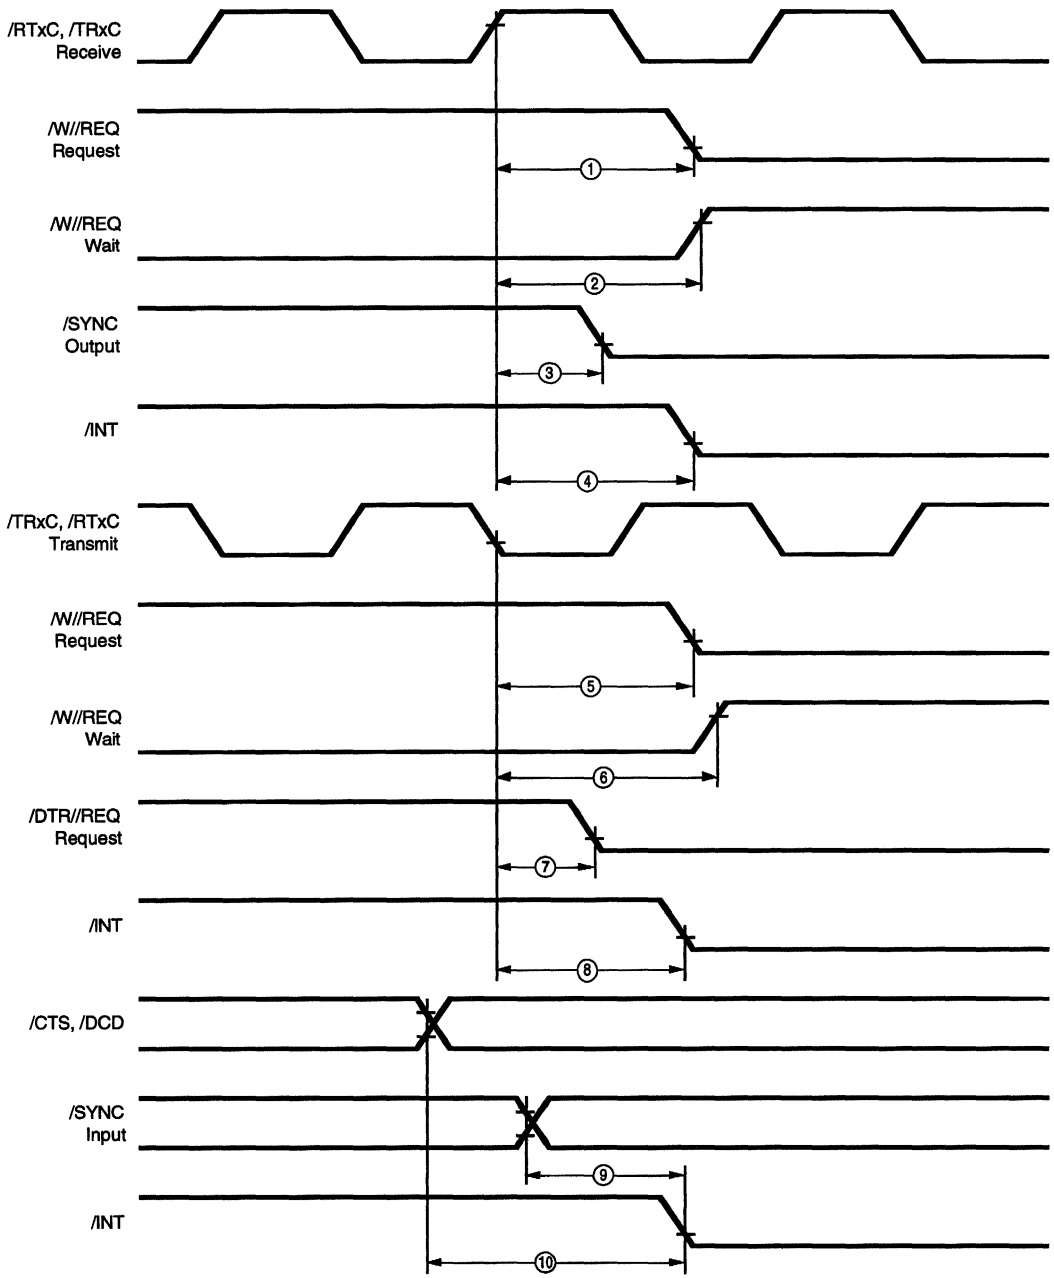 /RTxC, /TRxC
Receive
/W//REQ
Request
1
/W//REQ
Wait
2
/SYNC
Output
3
/INT
4
/TRxC, /RTxC
Transmit
/W//REQ
Request
5
/W//REQ
Wait
6
/DTR//REQ
Request
7
/INT
8
/CTS, /DCD
/SYNC
Input
9
/INT
10